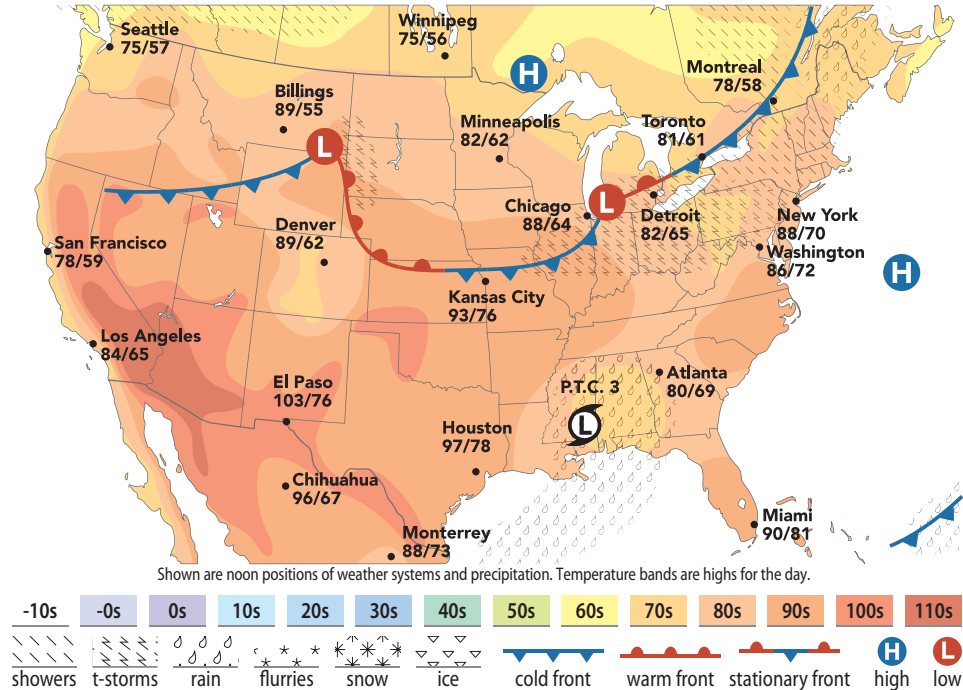 Seattle
75/57
Winnipeg
75/56
H
Montreal
78/58
Billings
89/55
Minneapolis
82/62
Toronto
81/61
L
L
Chicago
88/64
Detroit
82/65
New York
88/70
Washington
86/72
Denver
89/62
San Francisco
78/59
H
Kansas City
93/76
Los Angeles
84/65
El Paso
103/76
P.T.C. 3
L
Atlanta
80/69
Houston
97/78
Chihuahua
96/67
Monterrey
88/73
Miami
90/81
Shown are noon positions of weather systems and precipitation. Temperature bands are highs for the day.
-10s -0s 0s 10s 20s 30s 40s 50s 60s 70s 80s 90s 100s 110s
H L
showers t-storms rain flurries snow ice cold front warm front stationary front high low